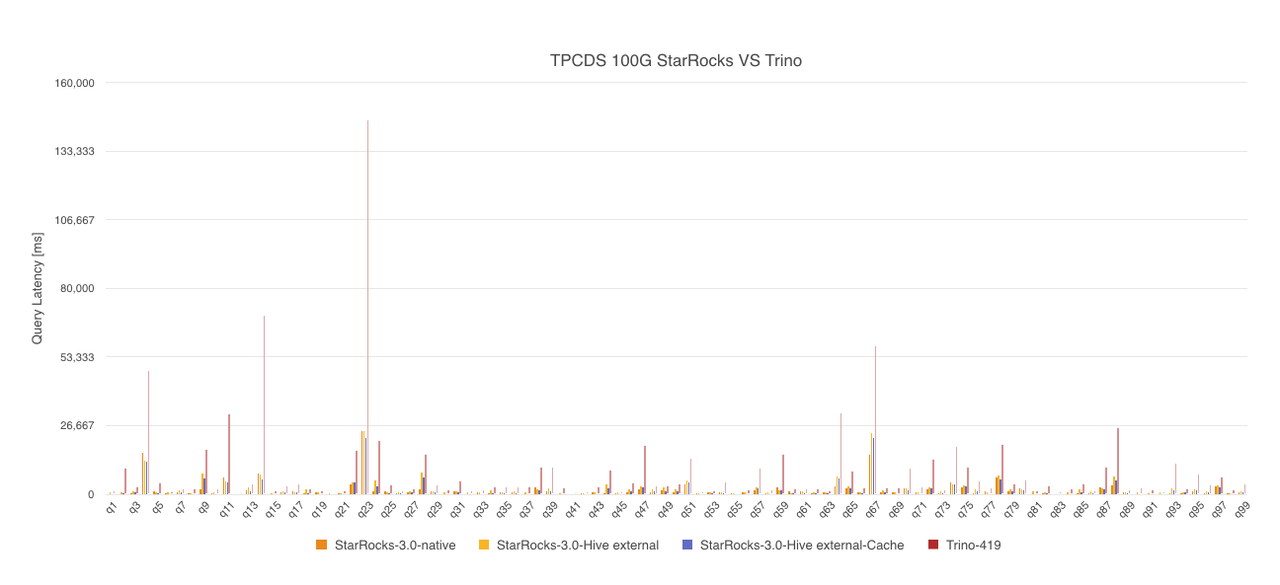 TPCDS 100G StarRocks VS Trino
Query Latency [ms]
160,000
133,333
106,667
80,000
53,333
26,667
0
q1 q3 q5 q7 q9 q11 q13 q15 q17 q19 q21 q23 q25 q27 q29 q31 q33 q35 q37 q39 q41 q43 q45 q47 q49 q51 q53 q55 q57 q59 q61 q63 q65 q67 q69 q71 q73 q75 q77 q79 q81 q83 q85 q87 q89 q91 q93 q95 q97 q99
StarRocks-3.0-native StarRocks-3.0-Hive external StarRocks-3.0-Hive external-Cache Trino-419